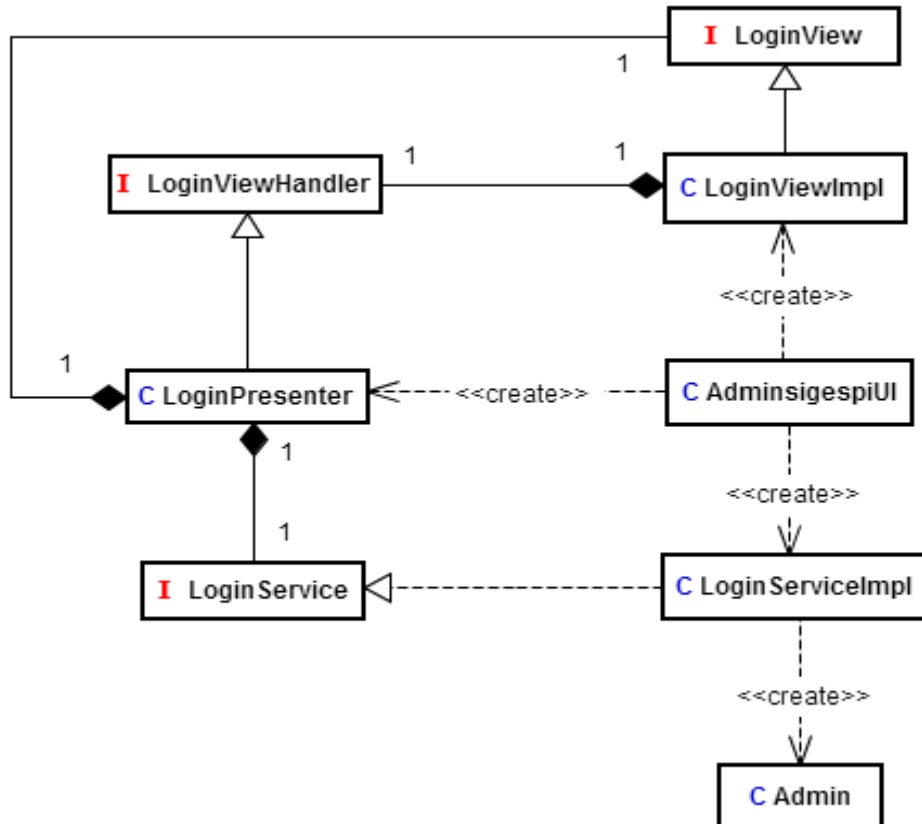 I LoginView
1
I LoginViewHandler
1
1
C LoginViewImpl
<<create>>
1
C LoginPresenter
<<create>>
C AdminsigespiUI
1
<<create>>
1
I LoginService
C LoginServiceImpl
<<create>>
C Admin